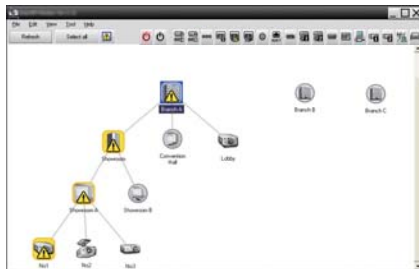 File Edit View Tool Help
Refresh Select all
Branch A
Branch B
Branch C
Showroom
Convension
Hall
Lobby
Showroom-A
Showroom-B
No1
No2
No3